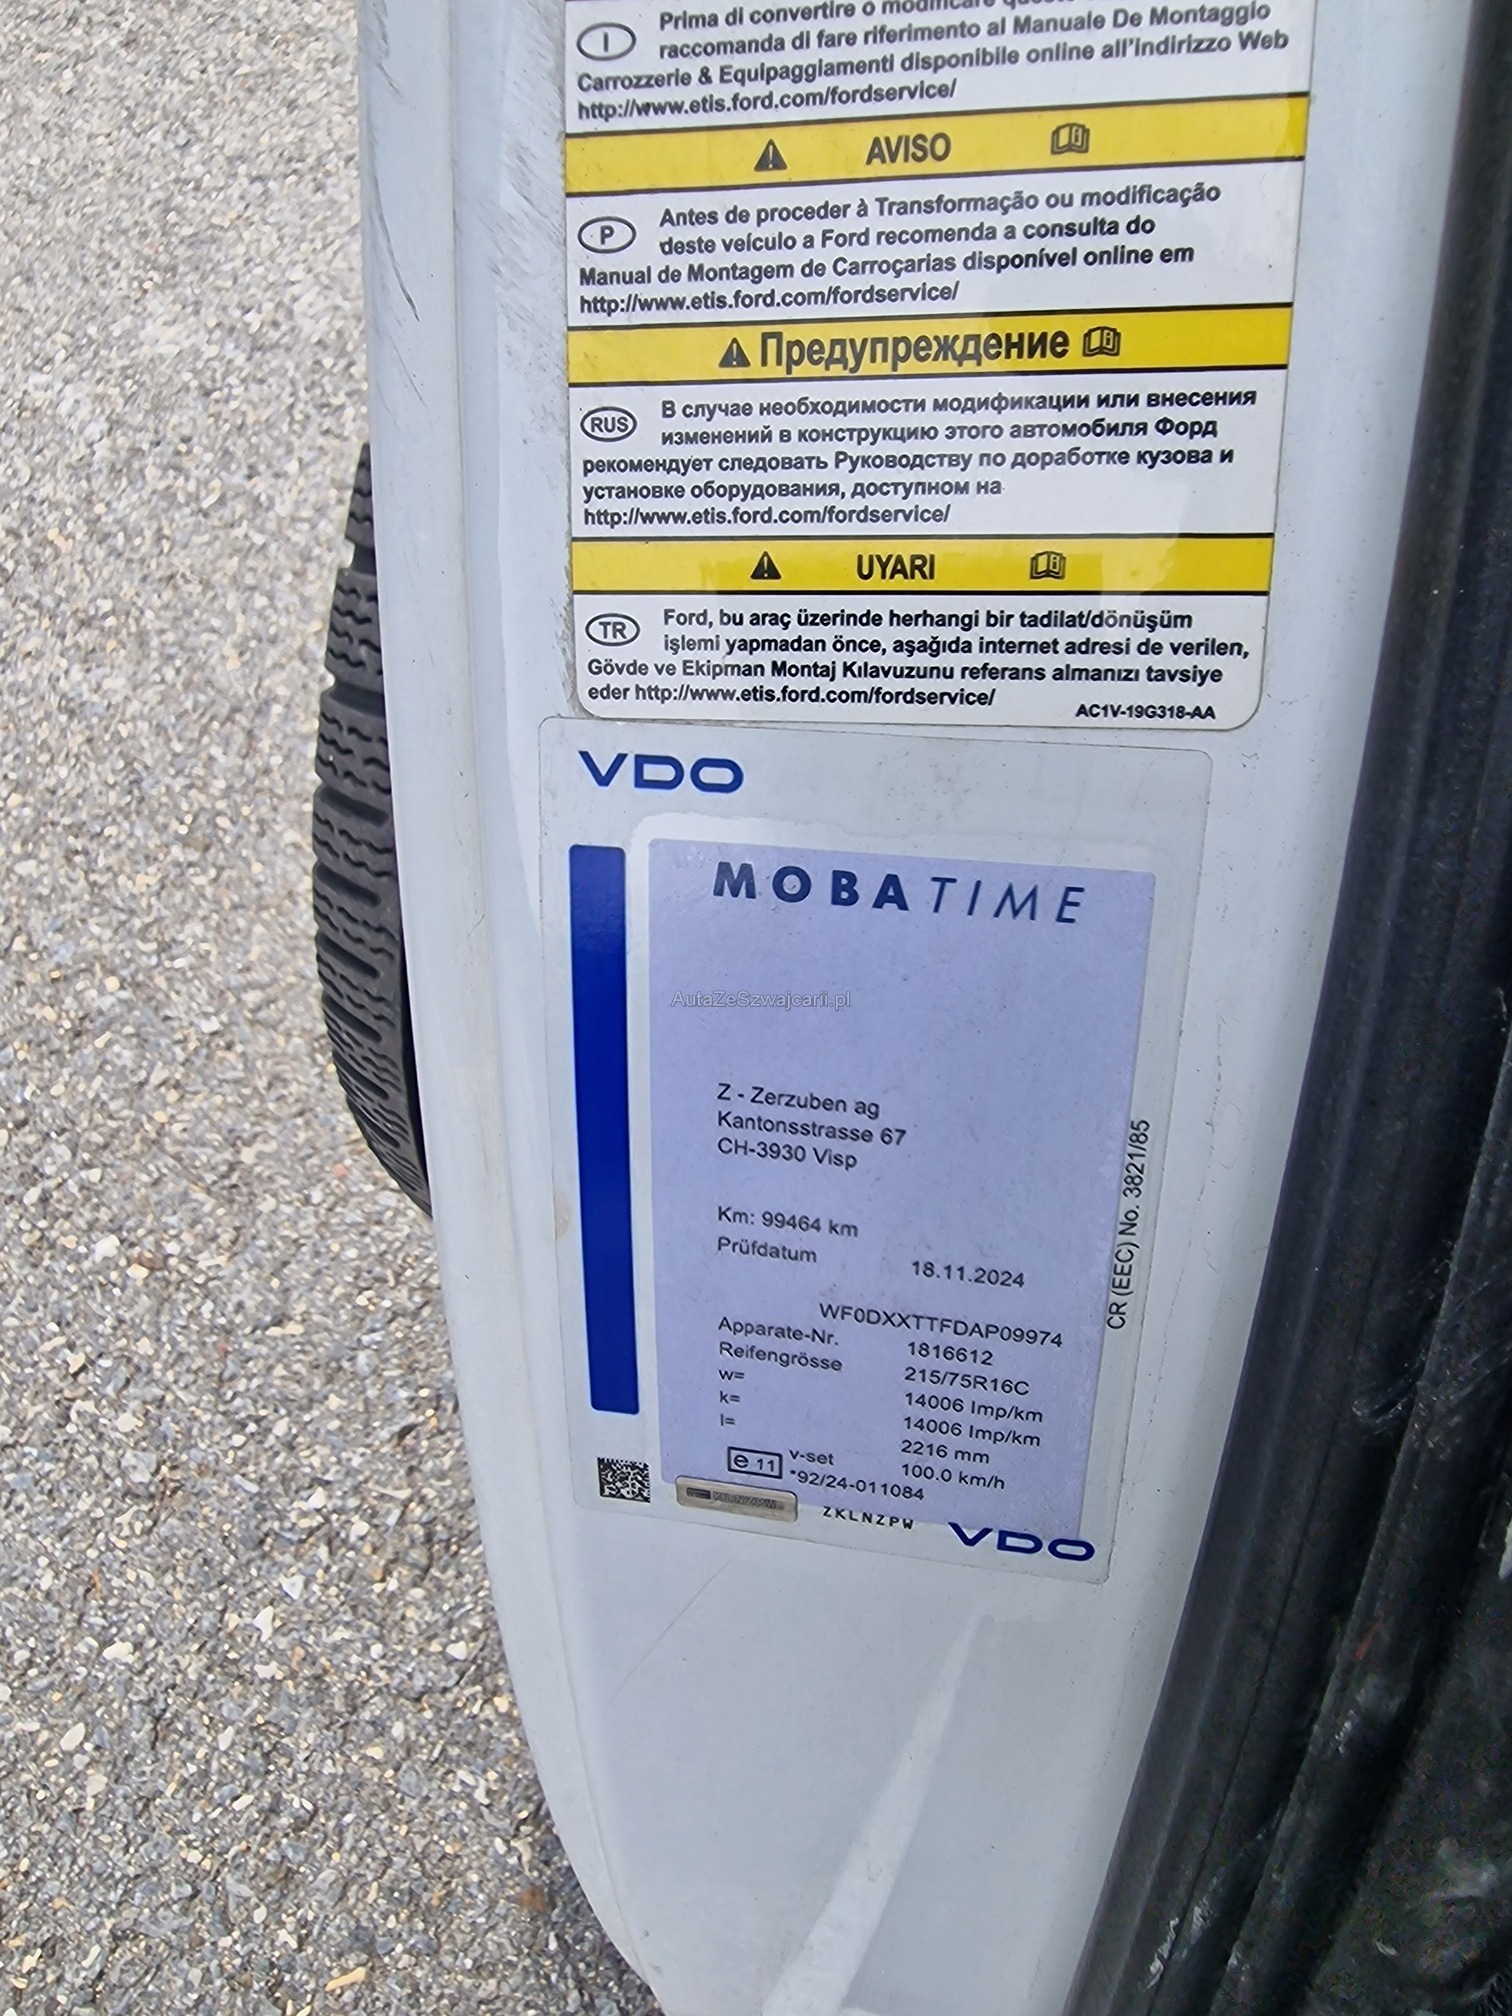 Prima di convertire o modificare
I
raccomanda di fare riferimento al Manuale De Montaggio
Carrozzerie & Equipaggiamenti disponibile online all'indirizzo Web
http://www.etis.ford.com/fordservice/
AVISO
P
Antes de proceder à Transformação ou modificação
deste veículo a Ford recomenda a consulta do
Manual de Montagem de Carroçarias disponível online em
http://www.etis.ford.com/fordservice/
Предупреждение
RUS
В случае необходимости модификации или внесения
изменений в конструкцию этого автомобиля Форд
рекомендует следовать Руководству по доработке кузова и
установке оборудования, доступном на
http://www.etis.ford.com/fordservice/
UYARI
TR
Ford, bu araç üzerinde herhangi bir tadilat/dönüşüm
işlemi yapmadan önce, aşağıda internet adresi de verilen,
Gövde ve Ekipman Montaj Kılavuzunu referans almanızı tavsiye
eder http://www.etis.ford.com/fordservice/
AC1V-19G318-AA
VDO
MOBATIME
AutaZeSzwajcarii.pl
Z - Zerzuben ag
Kantonsstrasse 67
CH-3930 Visp
Km: 99464 km
Prüfdatum 18.11.2024
WF0DXXTTFDAP09974
Apparate-Nr. 1816612
Reifengrösse 215/75R16C
w= 14006 Imp/km
k= 14006 Imp/km
l= 2216 mm
v-set 100.0 km/h
e 11 *92/24-011084
ZKLNZPW
VDO
CR (EEC) No. 3821/85